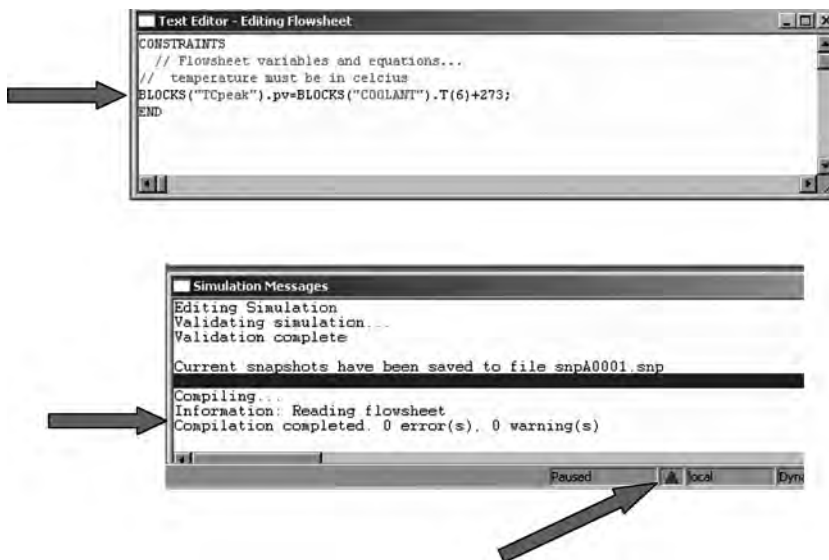 Text Editor - Editing Flowsheet
CONSTRAINTS
// Flowsheet variables and equations...
// temperature must be in celcius
BLOCKS("TCpeak").pv=BLOCKS("COOLANT").T(6)+273;
END
Simulation Messages
Editing Simulation
Validating simulation...
Validation complete
Current snapshots have been saved to file snpA0001.snp
Compiling...
Information: Reading flowsheet
Compilation completed. 0 error(s), 0 warning(s)
Paused local Dyna